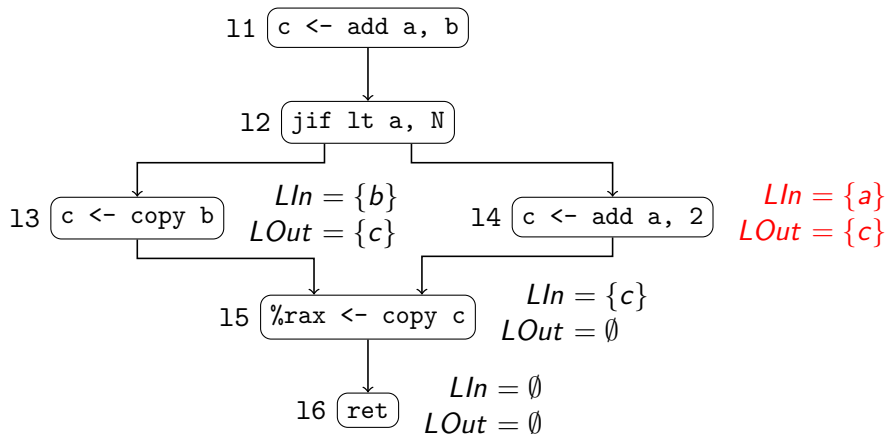 l1 c <- add a, b
l2 jif lt a, N
l3 c <- copy b
LIn = {b}
LOut = {c}
l4 c <- add a, 2
LIn = {a}
LOut = {c}
l5 %rax <- copy c
LIn = {c}
LOut = ∅
l6 ret
LIn = ∅
LOut = ∅